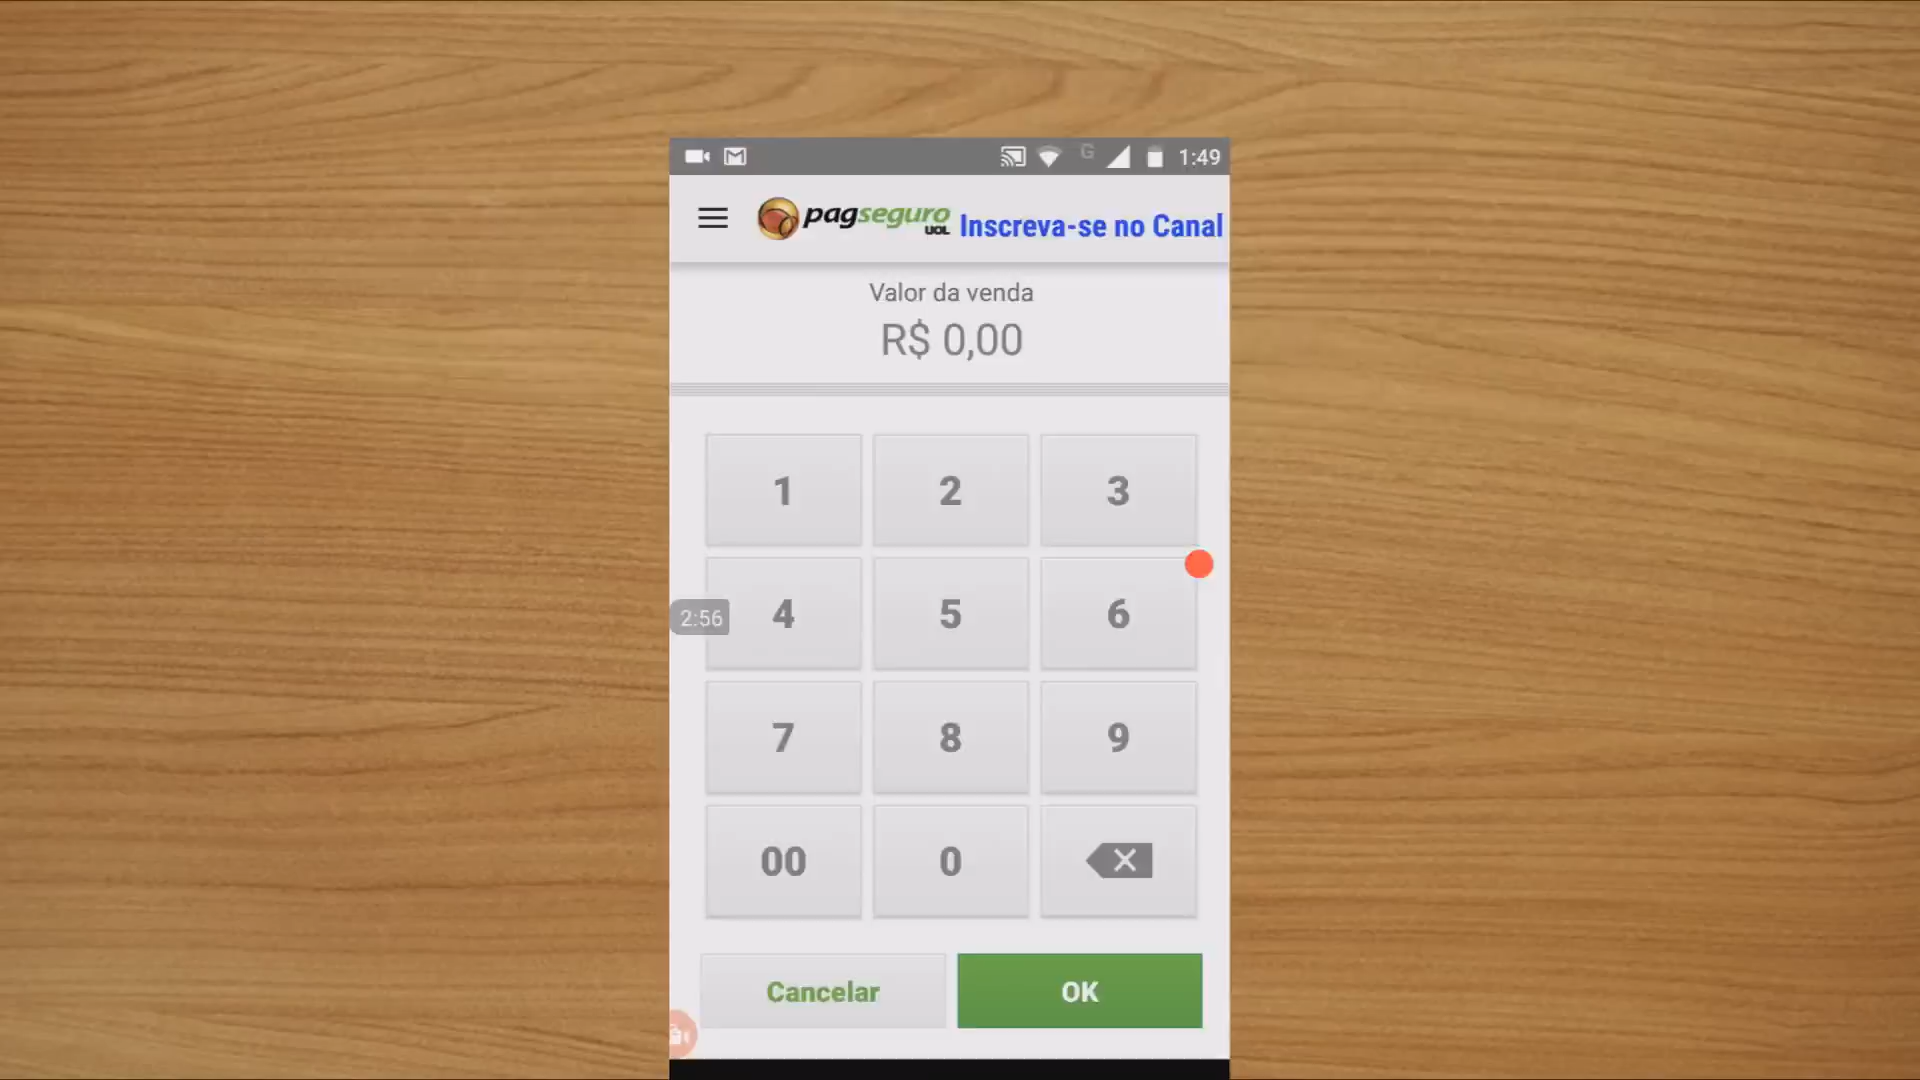 G 1:49
pagseguro
UOL
Inscreva-se no Canal
Valor da venda
R$ 0,00
1 2 3
2:56 4 5 6
7 8 9
00 0
Cancelar OK